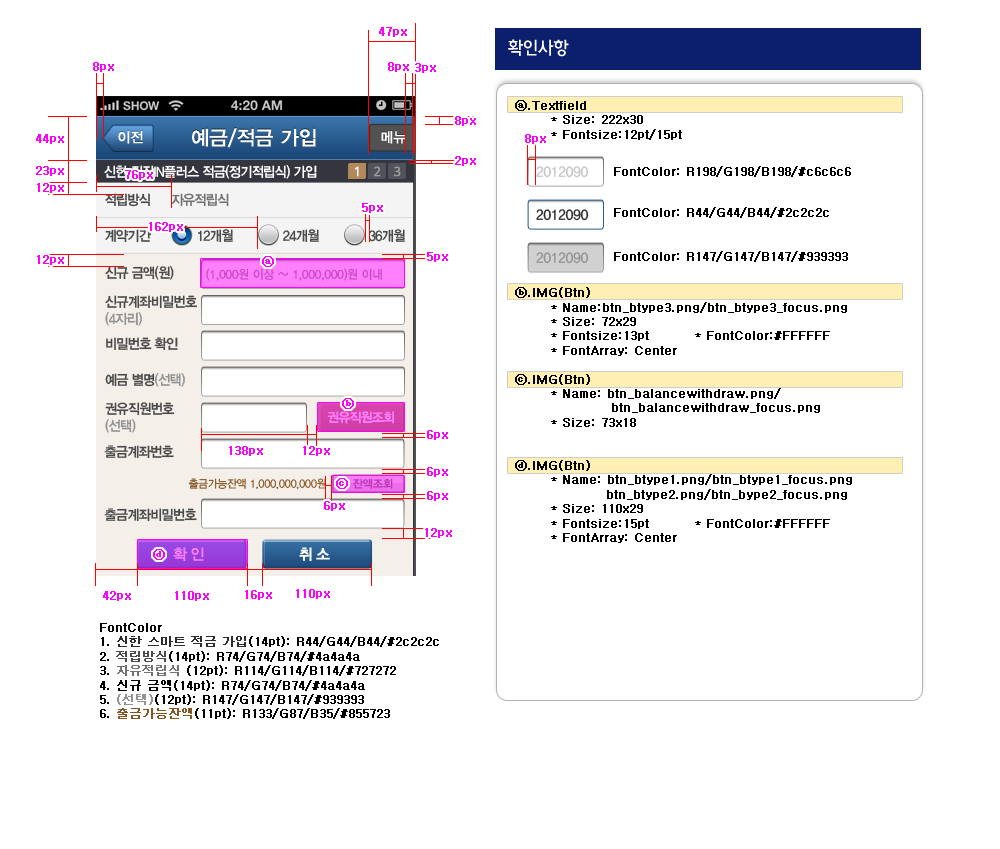 47px
8px
8px
3px
SHOW
4:20 AM
8px
44px
이전
예금/적금 가입
메뉴
2px
23px
76px
플러스 적금(정기적립식) 가입
1 2 3
12px
적립방식
자유적립식
5px
162px
계약기간
12개월
24개월
36개월
12px
5px
ⓐ
신규 금액(원)
(1,000원 이상 ~ 1,000,000)원 이내
신규계좌비밀번호
(4자리)
비밀번호 확인
예금 별명(선택)
권유직원번호
(선택)
ⓑ
권유직원조회
6px
138px
12px
출금계좌번호
6px
출금가능잔액 1,000,000,000원
ⓒ 잔액조회
6px
6px
출금계좌비밀번호
12px
ⓓ 확인
취소
42px
110px
16px
110px
FontColor
1. 신한 스마트 적금 가입(14pt): R44/G44/B44/#2c2c2c
2. 적립방식(14pt): R74/G74/B74/#4a4a4a
3. 자유적립식 (12pt): R114/G114/B114/#727272
4. 신규 금액(14pt): R74/G74/B74/#4a4a4a
5. (선택)(12pt): R147/G147/B147/#939393
6. 출금가능잔액(11pt): R133/G87/B35/#855723
확인사항
ⓐ.Textfield
* Size: 222x30
* Fontsize:12pt/15pt
8px
2012090
FontColor: R198/G198/B198/#c6c6c6
2012090
FontColor: R44/G44/B44/#2c2c2c
2012090
FontColor: R147/G147/B147/#939393
ⓑ.IMG(Btn)
* Name:btn_btype3.png/btn_btype3_focus.png
* Size: 72x29
* Fontsize:13pt * FontColor:#FFFFFF
* FontArray: Center
ⓒ.IMG(Btn)
* Name: btn_balancewithdraw.png/
btn_balancewithdraw_focus.png
* Size: 73x18
ⓓ.IMG(Btn)
* Name: btn_btype1.png/btn_btype1_focus.png
btn_btype2.png/btn_bype2_focus.png
* Size: 110x29
* Fontsize:15pt * FontColor:#FFFFFF
* FontArray: Center